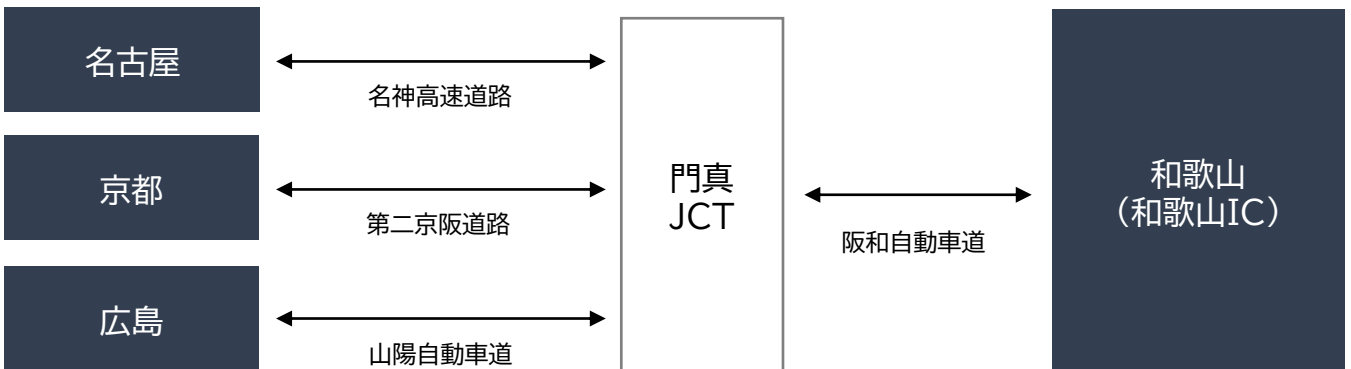 名古屋
名神高速道路
京都
第二京阪道路
広島
山陽自動車道
門真
JCT
阪和自動車道
和歌山
（和歌山IC）